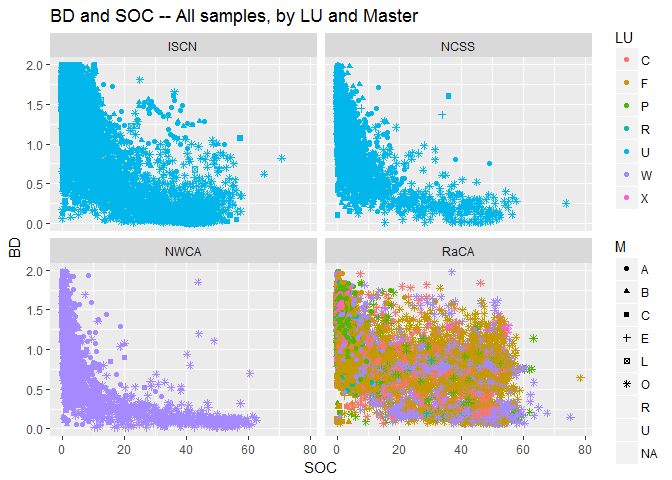 BD and SOC -- All samples, by LU and Master
ISCN
NCSS
2.0
1.5
1.0
0.5
0.0
NWCA
RaCA
2.0
1.5
1.0
0.5
0.0
0 20 40 60 80
0 20 40 60 80
BD
SOC
LU
C
F
P
R
U
W
X
M
A
B
C
E
L
O
R
U
NA